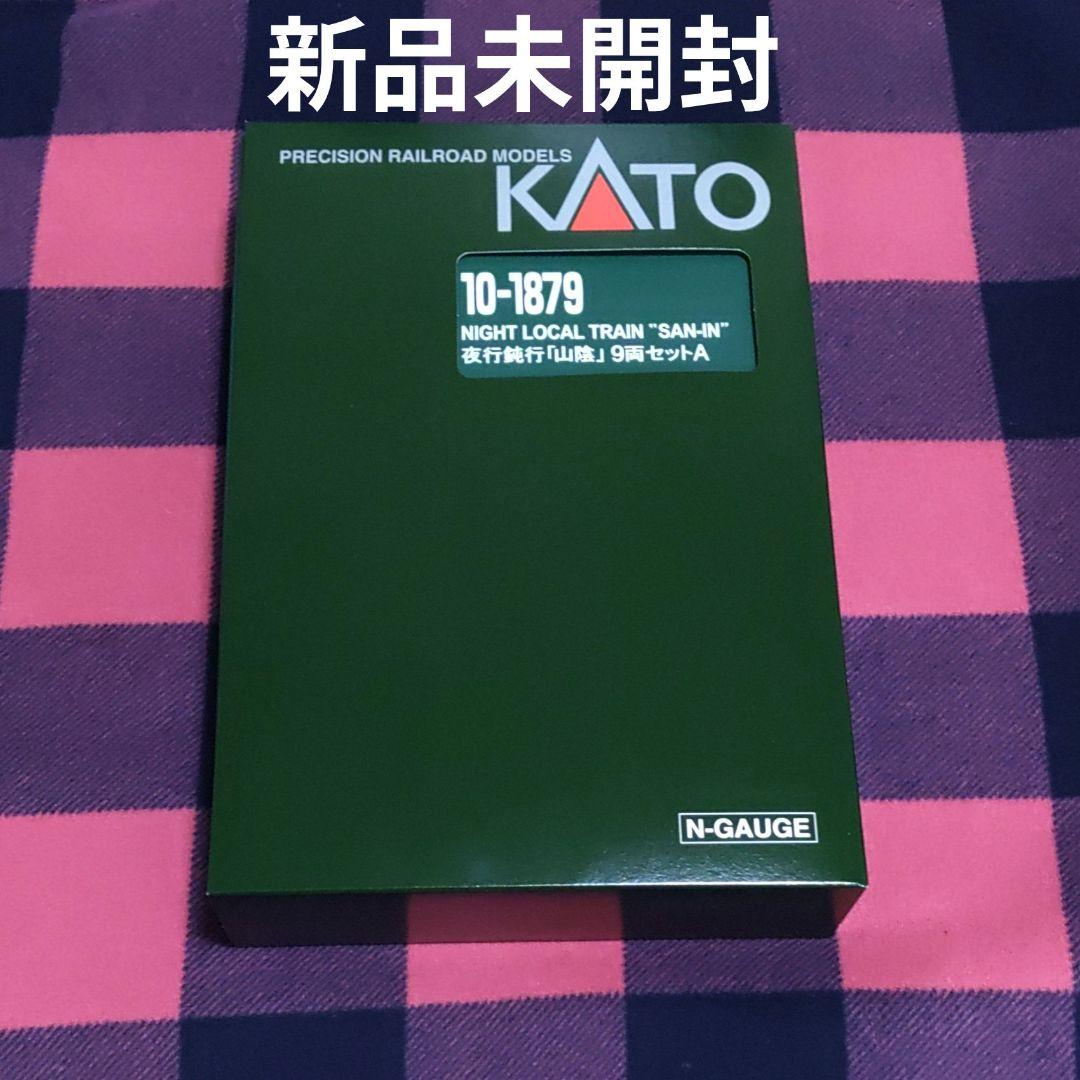 新品未開封
PRECISION RAILROAD MODELS
KATO
10-1879
NIGHT LOCAL TRAIN "SAN-IN"
夜行鈍行「山陰」9両セットA
N-GAUGE